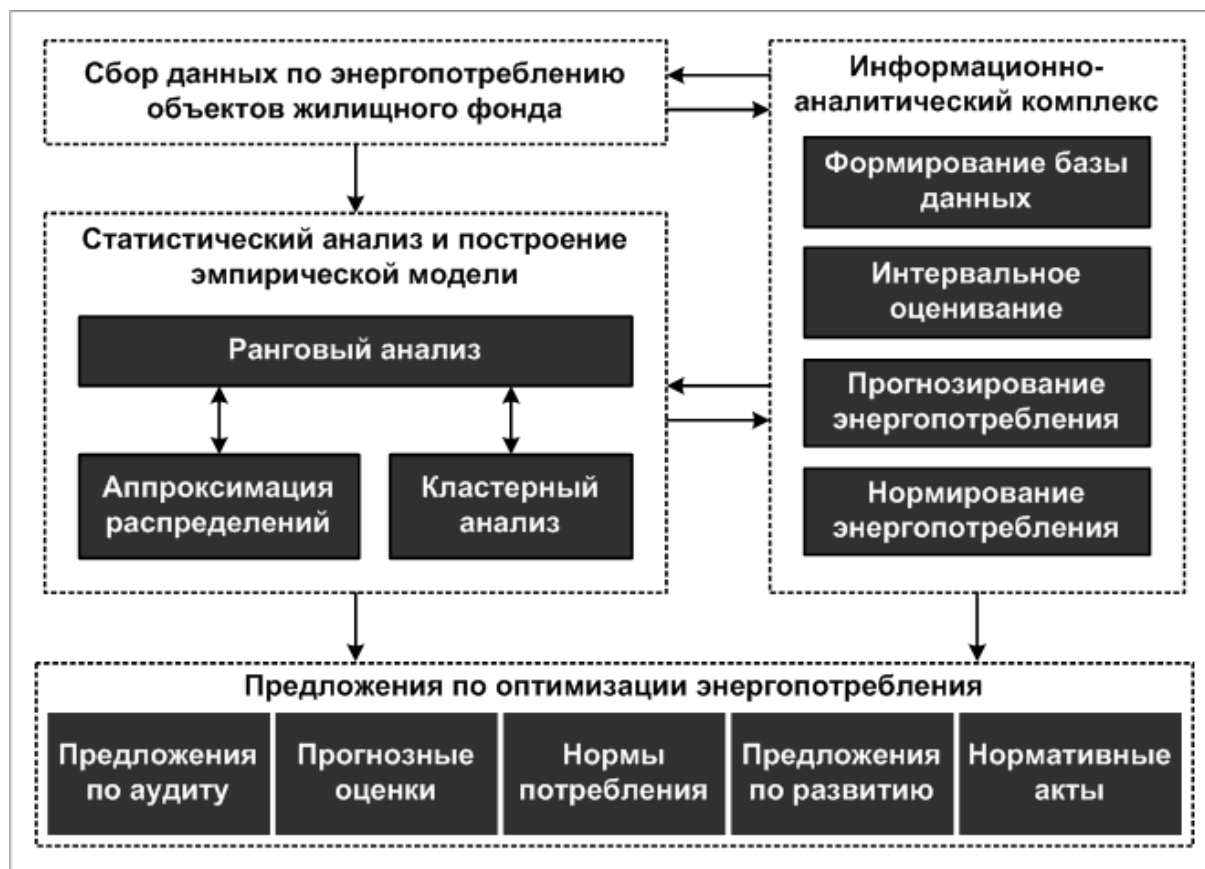 Сбор данных по энергопотреблению
объектов жилищного фонда
Информационно-
аналитический комплекс
Формирование базы
данных
Интервальное
оценивание
Прогнозирование
энергопотребления
Нормирование
энергопотребления
Статистический анализ и построение
эмпирической модели
Ранговый анализ
Аппроксимация
распределений
Кластерный
анализ
Предложения по оптимизации энергопотребления
Предложения
по аудиту
Прогнозные
оценки
Нормы
потребления
Предложения
по развитию
Нормативные
акты